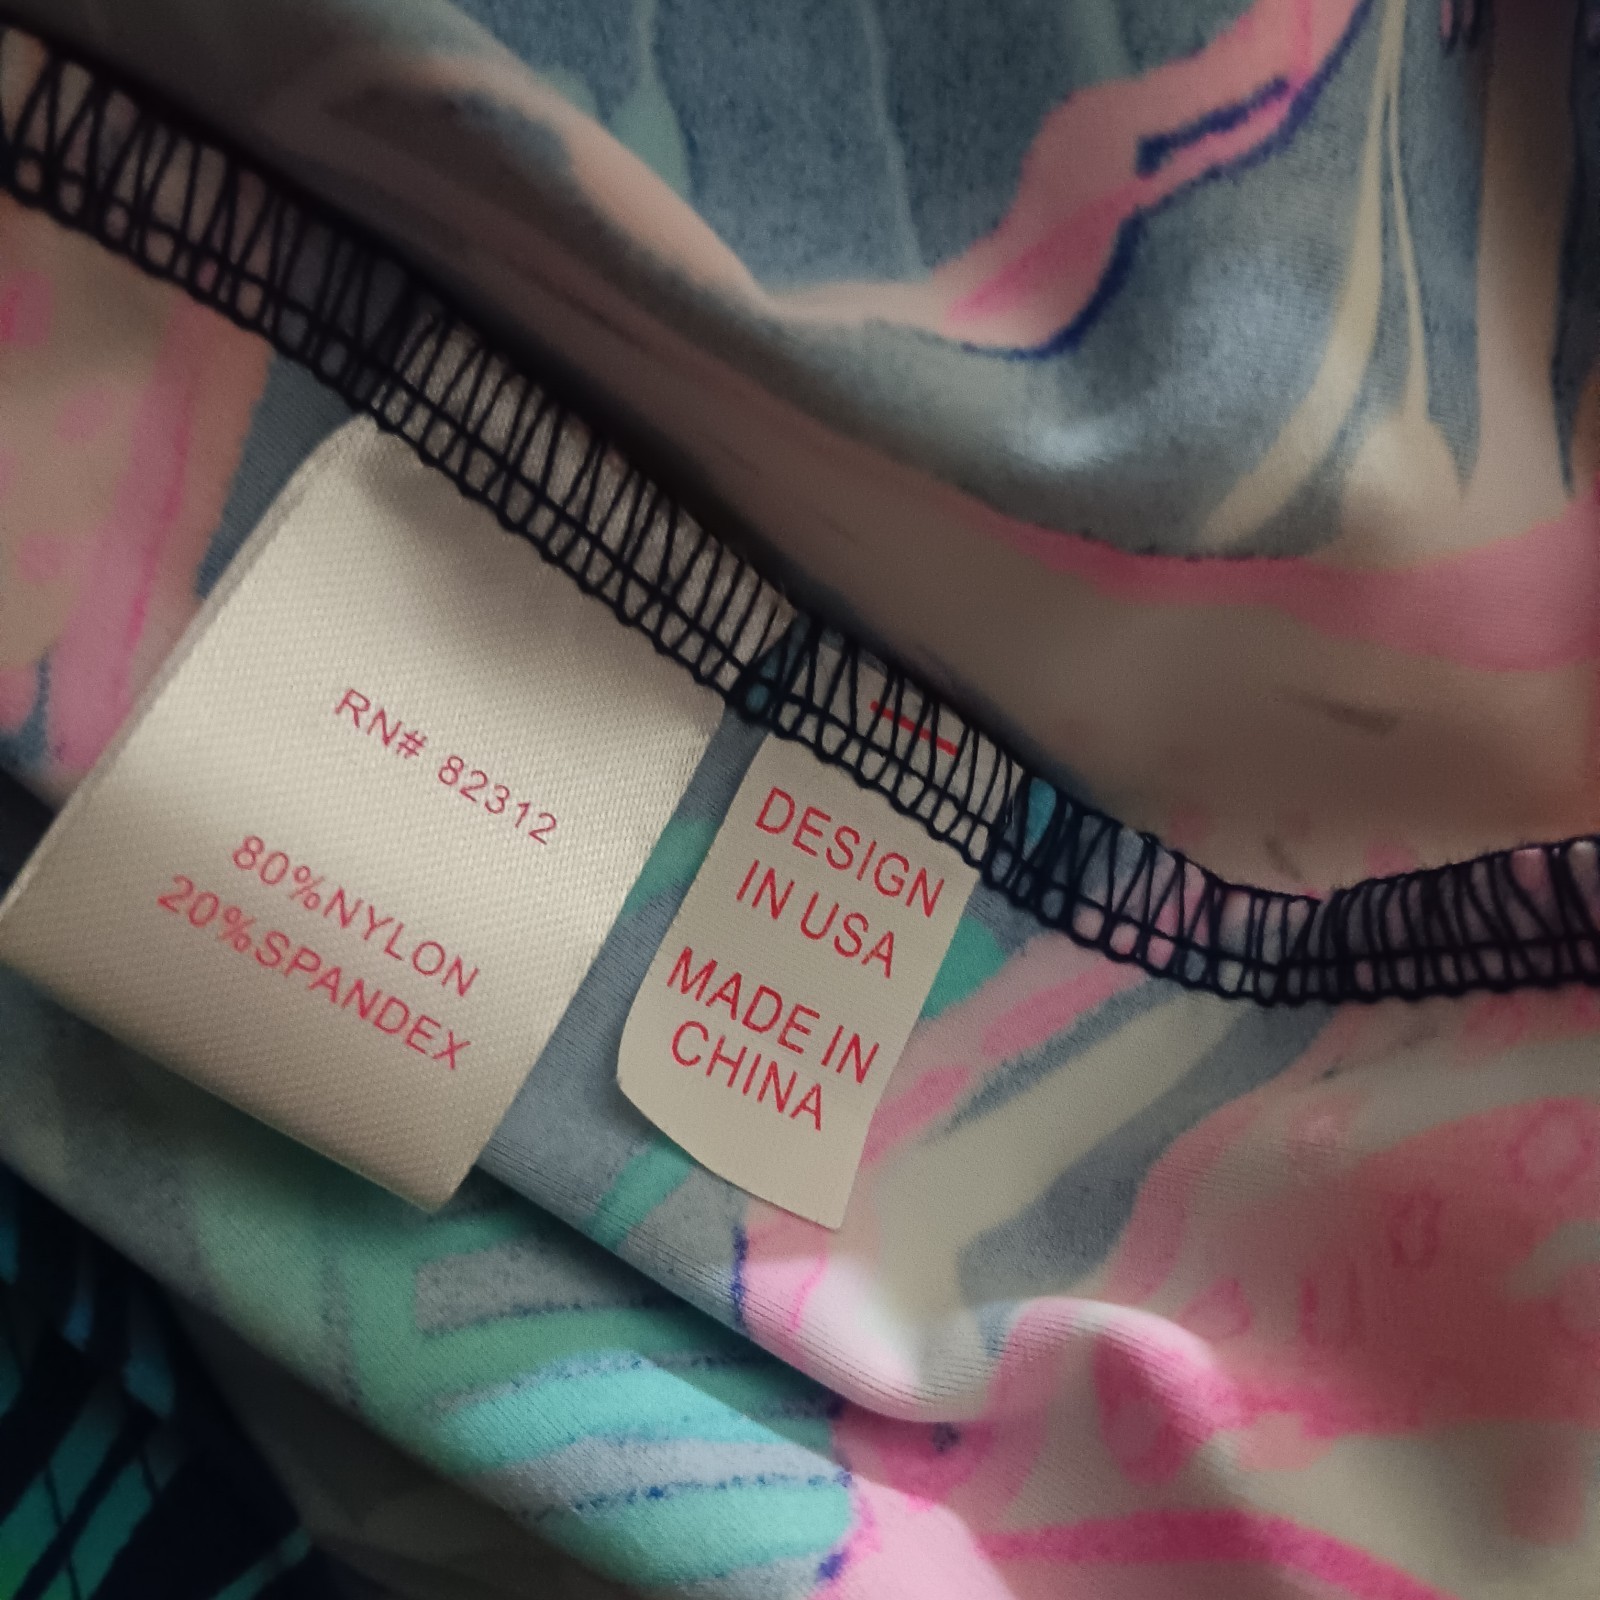 RN# 82312
80%NYLON
20%SPANDEX
DESIGN
IN USA
MADE IN
CHINA